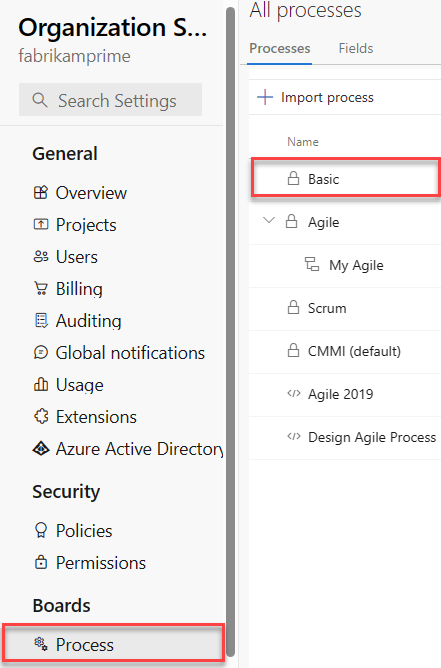 Organization S...
fabrikamprime
Search Settings
General
Overview
Projects
Users
Billing
Auditing
Global notifications
Usage
Extensions
Azure Active Directory
Security
Policies
Permissions
Boards
Process
All processes
Processes Fields
Import process
Name
Basic
Agile
My Agile
Scrum
CMMI (default)
Agile 2019
Design Agile Process